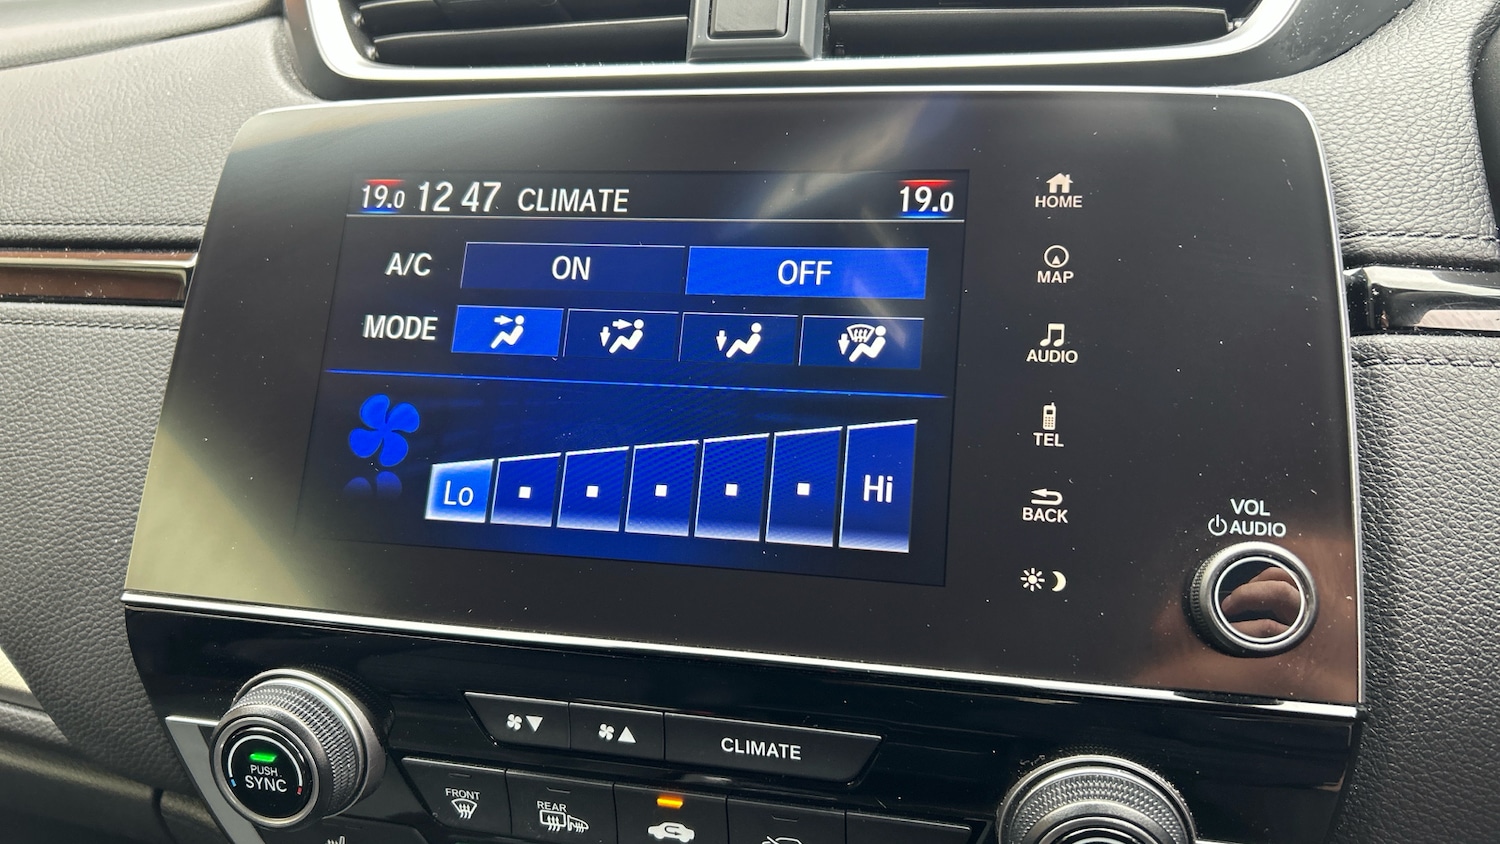 19.0 12 47 CLIMATE 19.0
A/C ON OFF
MODE
Lo Hi
HOME
MAP
AUDIO
TEL
BACK
VOL
AUDIO
PUSH
SYNC
CLIMATE
FRONT
REAR